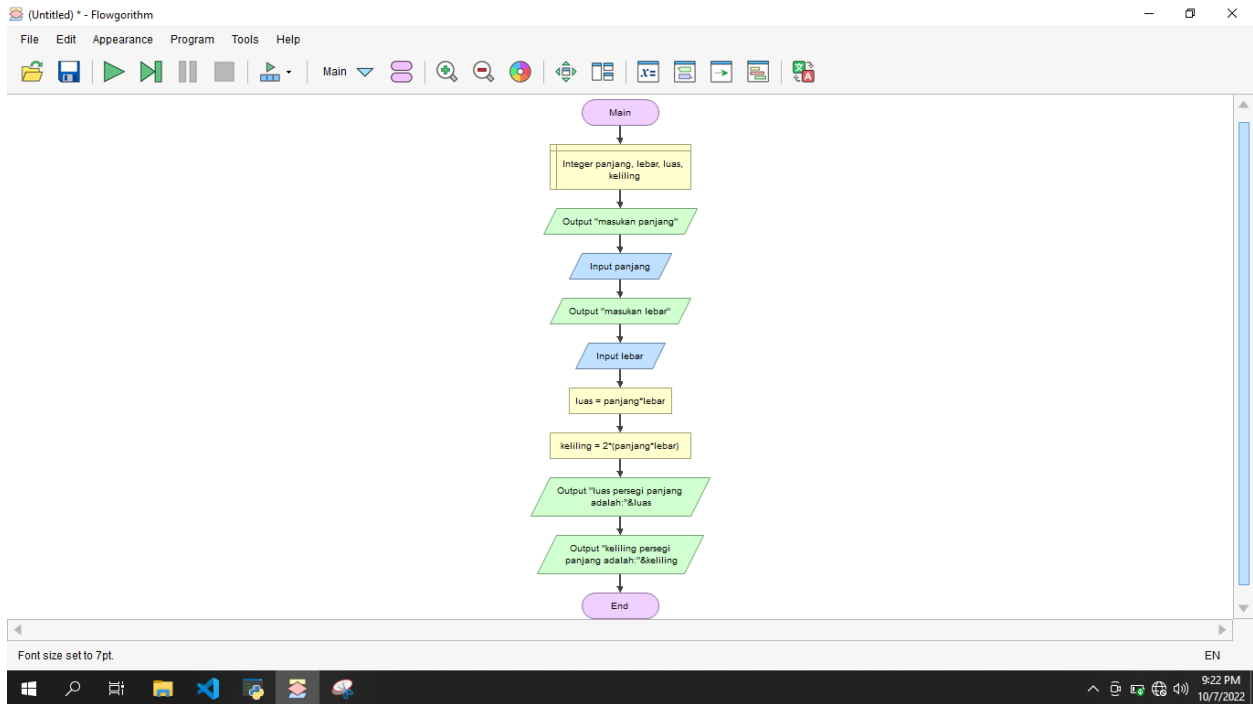 (Untitled) * - Flowgorithm
File Edit Appearance Program Tools Help
Main
x=
Main
Integer panjang, lebar, luas,
keliling
Output "masukan panjang"
Input panjang
Output "masukan lebar"
Input lebar
luas = panjang*lebar
keliling = 2*(panjang*lebar)
Output "luas persegi panjang
adalah:"&luas
Output "keliling persegi
panjang adalah:"&keliling
End
Font size set to 7pt.
EN
9:22 PM
10/7/2022